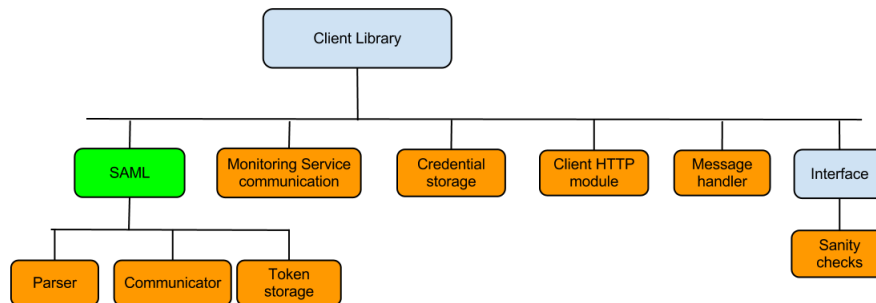 Client Library
SAML
Monitoring Service
communication
Credential
storage
Client HTTP
module
Message
handler
Interface
Parser
Communicator
Token
storage
Sanity
checks